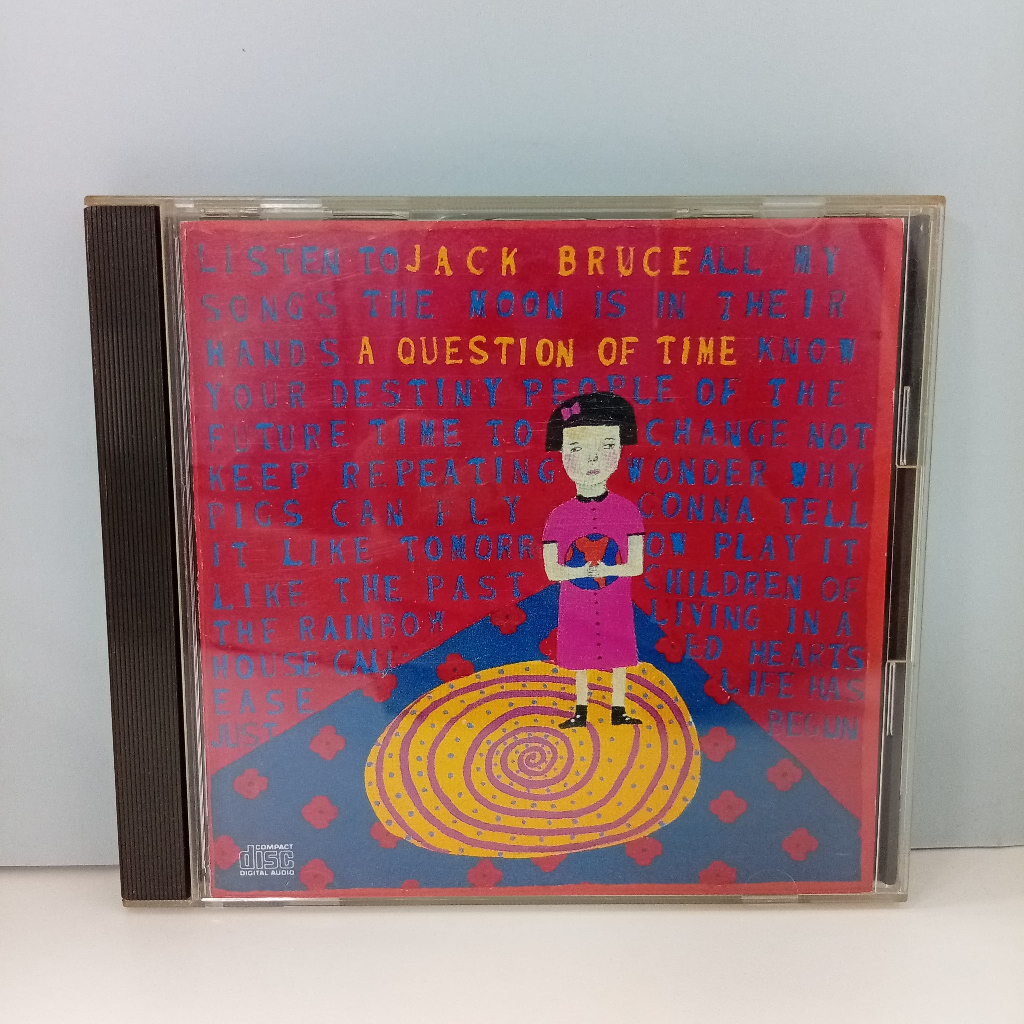 LISTEN TO JACK BRUCE ALL MY
SONGS THE MOON IS IN THEIR
HANDS A QUESTION OF TIME KNOW
YOUR DESTINY PEOPLE OF THE
FUTURE TIME TO CHANGE NOT
KEEP REPEATING WONDER WHY
PIGS CAN FLY GONNA TELL
IT LIKE TOMORR OW PLAY IT
LIKE THE PAST CHILDREN OF
THE RAINBOW LIVING IN A
HOUSE CALL ED HEARTS
EASE LIFE HAS
JUST BEGUN
COMPACT
disc
DIGITAL AUDIO